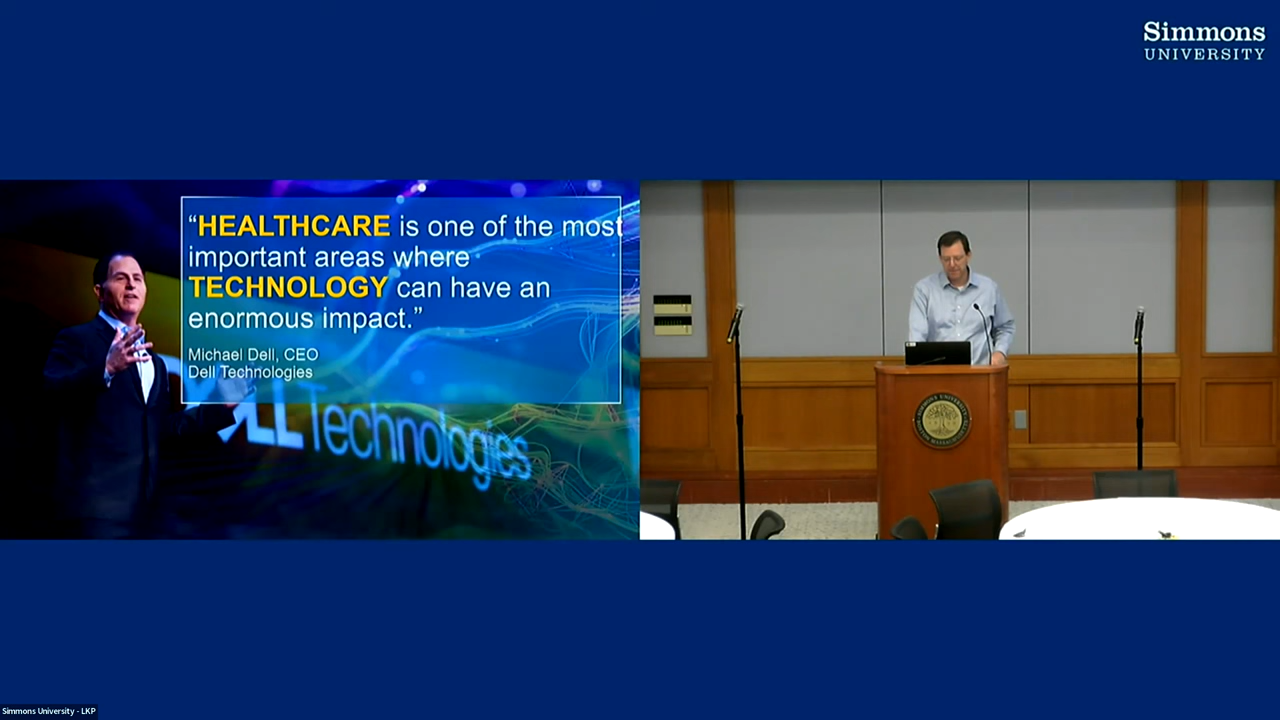 Simmons
UNIVERSITY
“HEALTHCARE is one of the most
important areas where
TECHNOLOGY can have an
enormous impact.”
Michael Dell, CEO
Dell Technologies
DELL Technologies
Simmons University - LKP